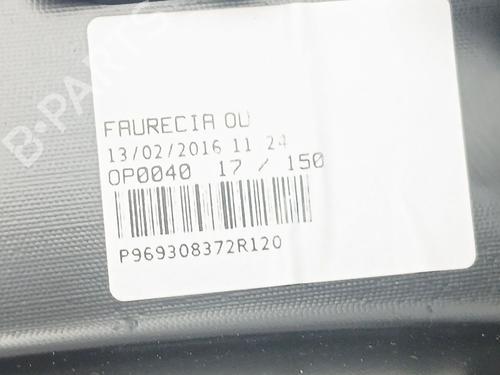 B-PARTS
FAURECIA OU
13/02/2016 11 24
OP0040 17 / 150
P969308372R120